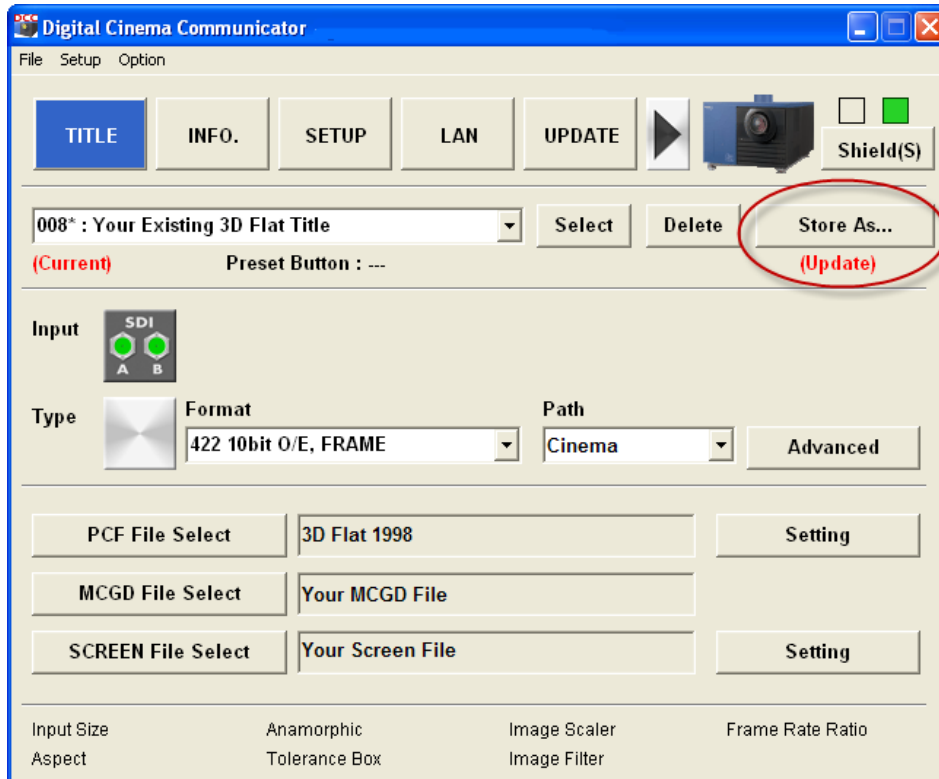 DCC Digital Cinema Communicator
File Setup Option
TITLE INFO. SETUP LAN UPDATE Shield(S)
008* : Your Existing 3D Flat Title Select Delete Store As...
(Current) Preset Button : --- (Update)
Input SDI
A B
Format Path
Type 422 10bit O/E, FRAME Cinema Advanced
PCF File Select 3D Flat 1998 Setting
MCGD File Select Your MCGD File
SCREEN File Select Your Screen File Setting
Input Size Anamorphic Image Scaler Frame Rate Ratio
Aspect Tolerance Box Image Filter